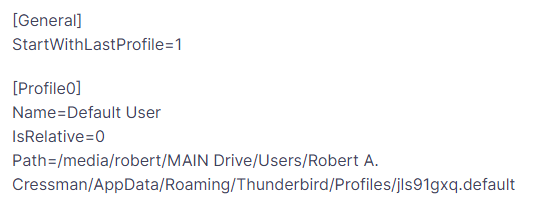 [General]
StartWithLastProfile=1
[Profile0]
Name=Default User
IsRelative=0
Path=/media/robert/MAIN Drive/Users/Robert A.
Cressman/AppData/Roaming/Thunderbird/Profiles/jls91gxq.default